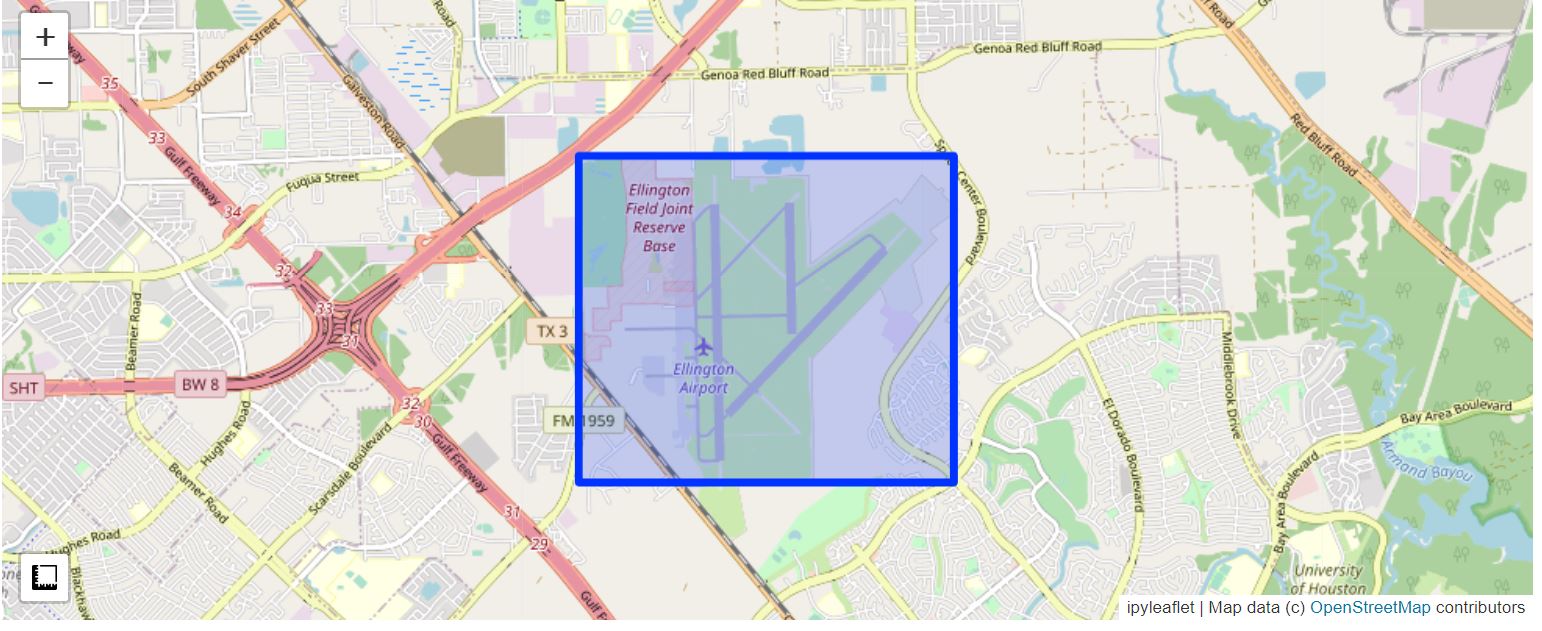 +
−
Road
Road
Road
South Shaver Street
Galveston Road
Genoa Red Bluff Road
Genoa Red Bluff Road
35
33
Gulf Freeway
Fuqua Street
Red Bluff Road
34
Ellington
Field Joint
Reserve
Base
Center Boulevard
32
33
31
Beamer Road
TX 3
SHT
BW 8
Ellington
Airport
Middlebrook Drive
32
30
FM 1959
El Dorado Boulevard
Bay Area Boulevard
Hughes Road
Gulf Freeway
Scarsdale Boulevard
Beamer Road
Armand Bayou
Bay Area Boulevard
31
29
Hughes Road
University
of Houston
ipyleaflet | Map data (c) OpenStreetMap contributors